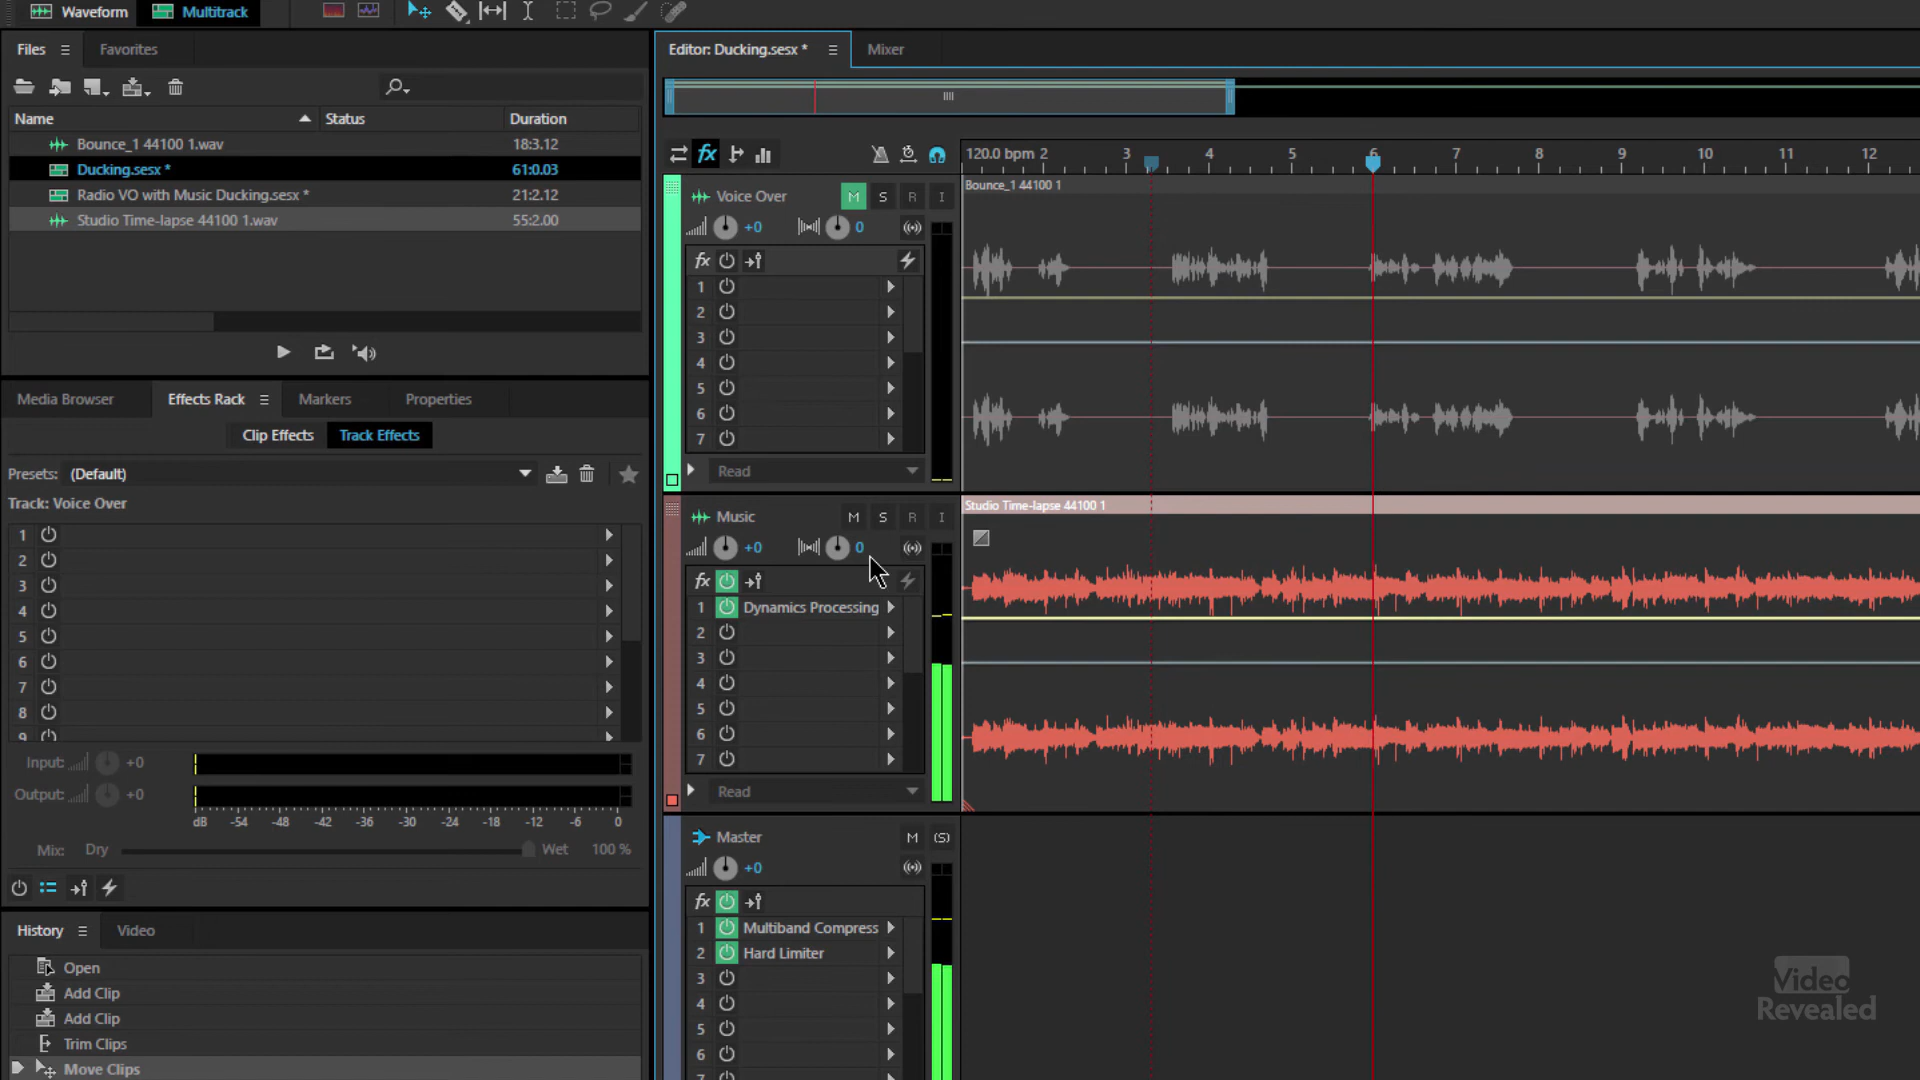 Waveform Multitrack
Files Favorites
Name Status Duration
Bounce_1 44100 1.wav 18:3.12
Ducking.sesx * 61:0.03
Radio VO with Music Ducking.sesx * 21:2.12
Studio Time-lapse 44100 1.wav 55:2.00
Media Browser Effects Rack Markers Properties
Clip Effects Track Effects
Presets: (Default)
Track: Voice Over
1
2
3
4
5
6
7
8
9
Input: +0
Output: +0
dB -54 -48 -42 -36 -30 -24 -18 -12 -6 0
Mix: Dry Wet 100 %
History Video
Open
Add Clip
Add Clip
Trim Clips
Move Clips
Editor: Ducking.sesx * Mixer
fx 120.0 bpm 2 3 4 5 6 7 8 9 10 11 12
Voice Over M S R I
+0 0
fx
1
2
3
4
5
6
7
Read
Bounce_1 44100 1
Music M S R I
+0 0
fx
1 Dynamics Processing
2
3
4
5
6
7
Read
Studio Time-lapse 44100 1
Master M (S)
+0
fx
1 Multiband Compress
2 Hard Limiter
3
4
5
6
7
Video
Revealed